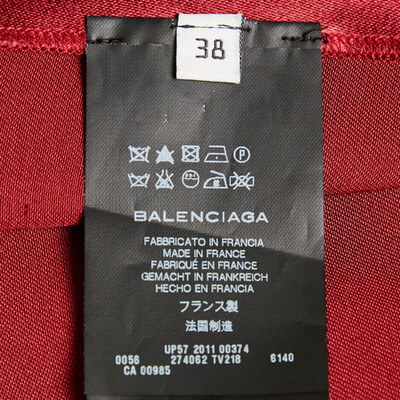 38
P
BALENCIAGA
FABBRICATO IN FRANCIA
MADE IN FRANCE
FABRIQUÉ EN FRANCE
GEMACHT IN FRANKREICH
HECHO EN FRANCIA
フランス製
法国制造
UP57 2011 00374
0056 274062 TV218 6140
CA 00985